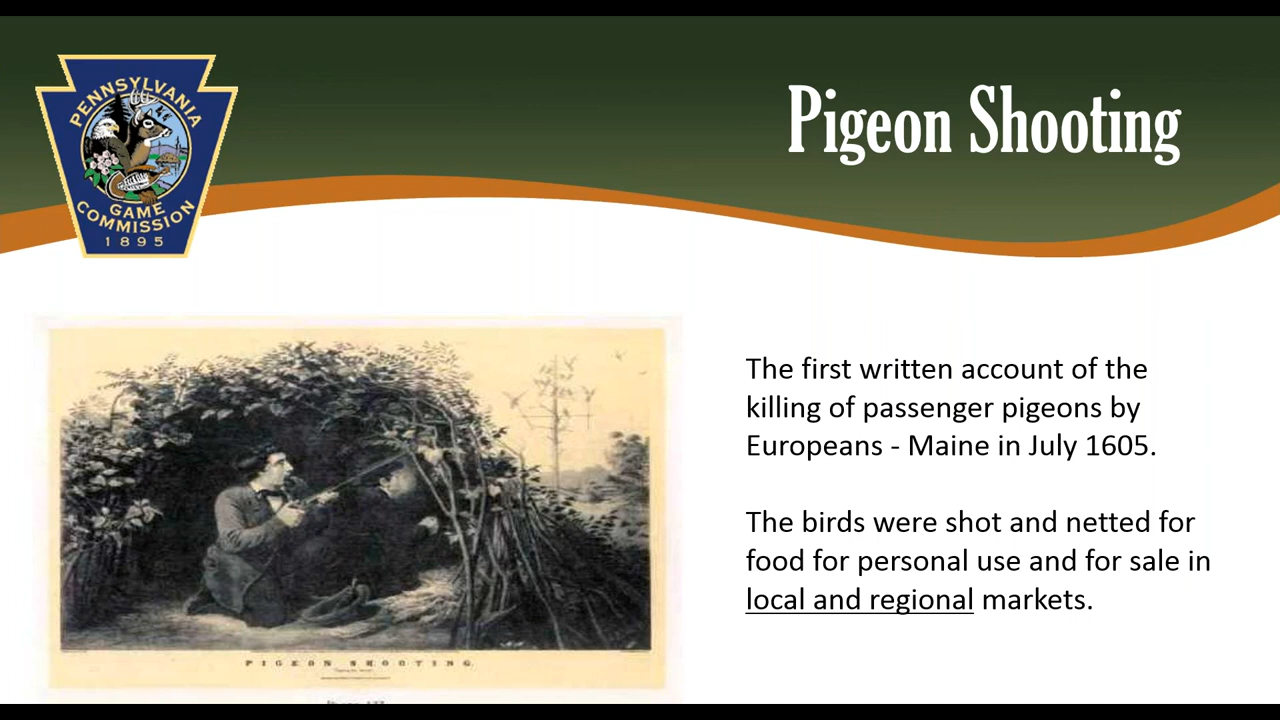 PENNSYLVANIA
GAME
COMMISSION
1895
Pigeon Shooting
The first written account of the
killing of passenger pigeons by
Europeans - Maine in July 1605.
The birds were shot and netted for
food for personal use and for sale in
local and regional markets.
PIGEON SHOOTING.